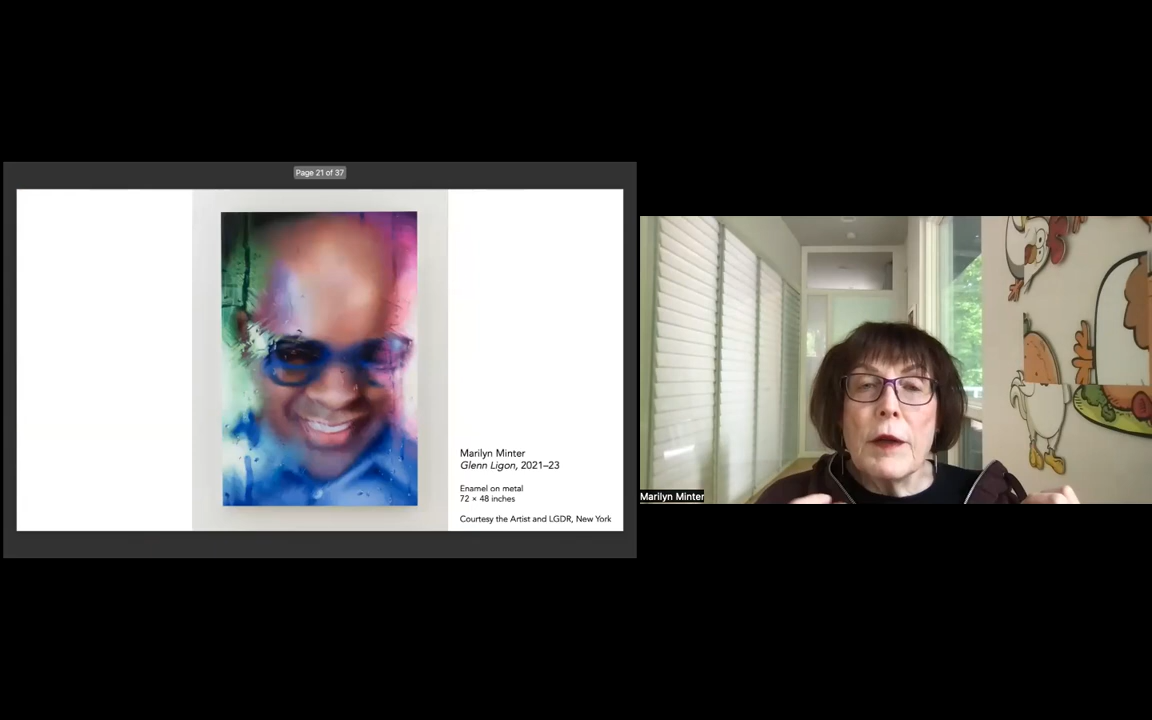 Page 21 of 37
Marilyn Minter
Glenn Ligon, 2021–23
Enamel on metal
72 × 48 inches
Courtesy the Artist and LGDR, New York
Marilyn Minter